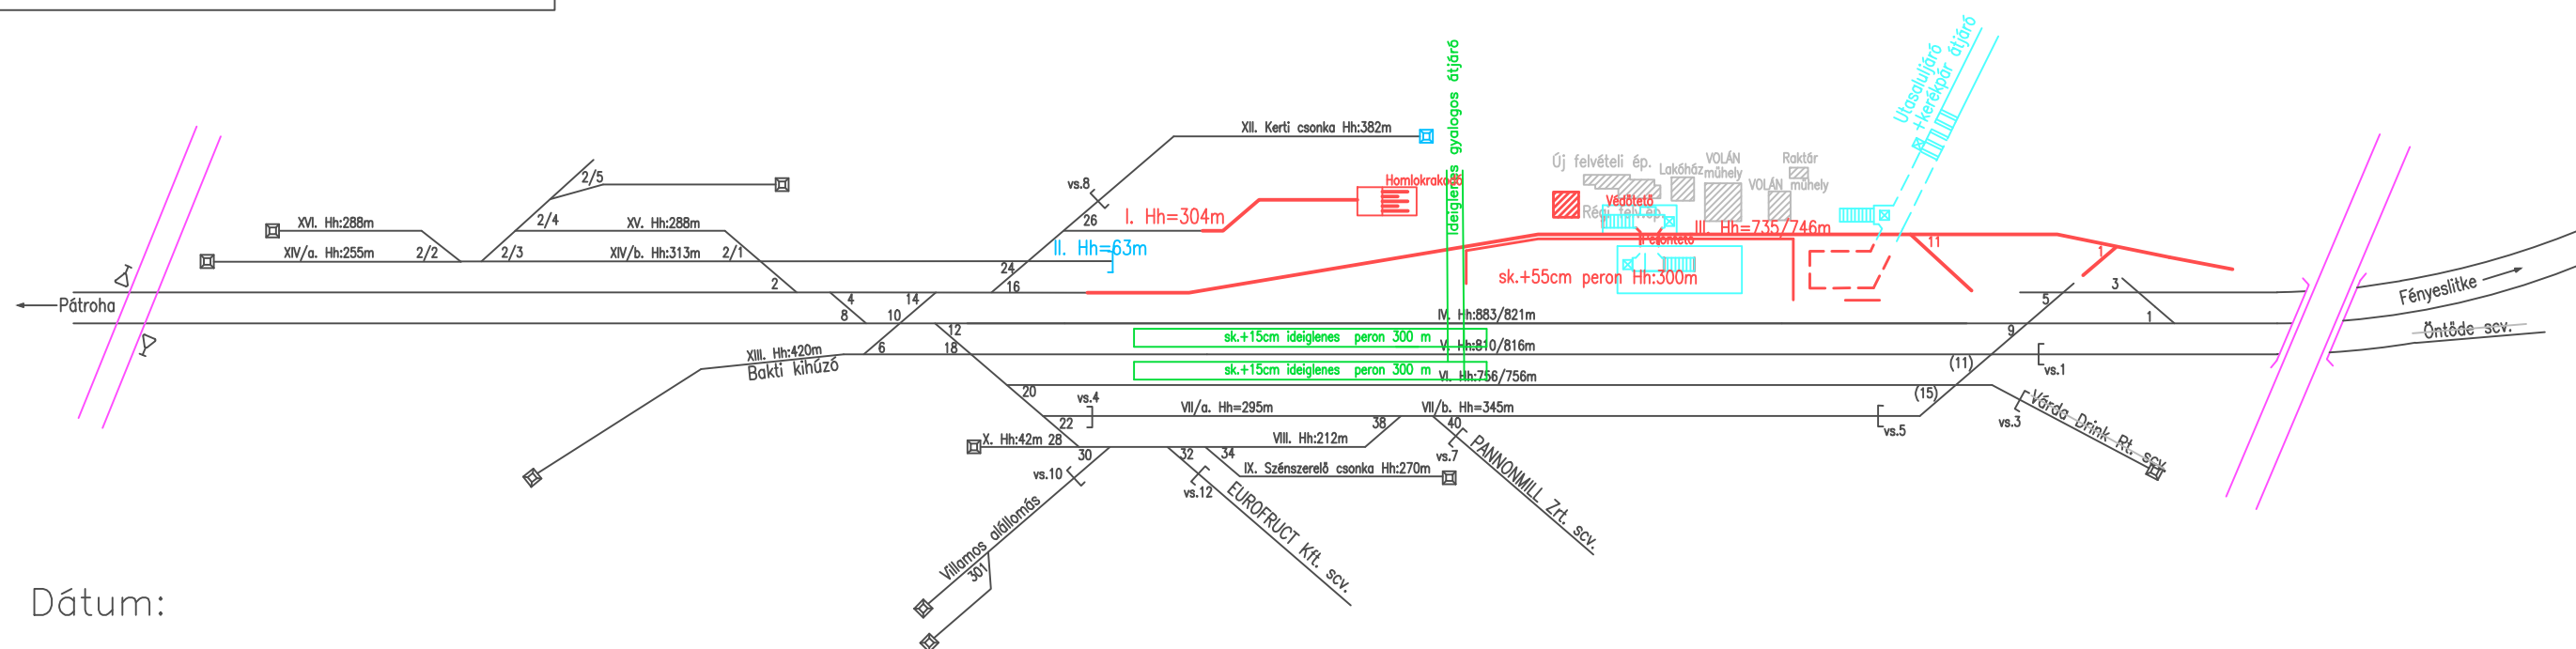 Utasaluljáró
+kerékpár átjáró
Ideiglenes gyalogos átjáró
XII. Kerti csonka Hh:382m
Új felvételi ép.
Lakóház
VOLÁN
műhely
Raktár
VOLÁN műhely
Homlokrakodó
Védőtető
Régi felv.ép.
vs.8
2/5
26
I. Hh=304m
XVI. Hh:288m
2/4
XV. Hh:288m
III. Hh=735/746m
11
1
XIV/a. Hh:255m
2/2
2/3
XIV/b. Hh:313m
2/1
II. Hh=63m
24
16
sk.+55cm peron Hh:300m
2
4
14
3
5
Fényeslitke
Pátroha
8
10
12
IV. Hh:883/821m
9
1
Öntöde scv.
sk.+15cm ideiglenes peron 300 m
XIII. Hh:420m
Bakti kihúzó
6
18
V. Hh:810/816m
(11)
vs.1
sk.+15cm ideiglenes peron 300 m
VI. Hh:756/756m
20
vs.4
(15)
VII/a. Hh=295m
VII/b. Hh=345m
22
38
40
vs.5
vs.3
Várda Drink Rt. scv.
X. Hh:42m
28
VIII. Hh:212m
30
32
34
vs.7
vs.10
IX. Szénszerelő csonka Hh:270m
vs.12
PANNONMILL Zrt. scv.
EUROFRUCT Kft. scv.
Villamos alállomás
301
Dátum: